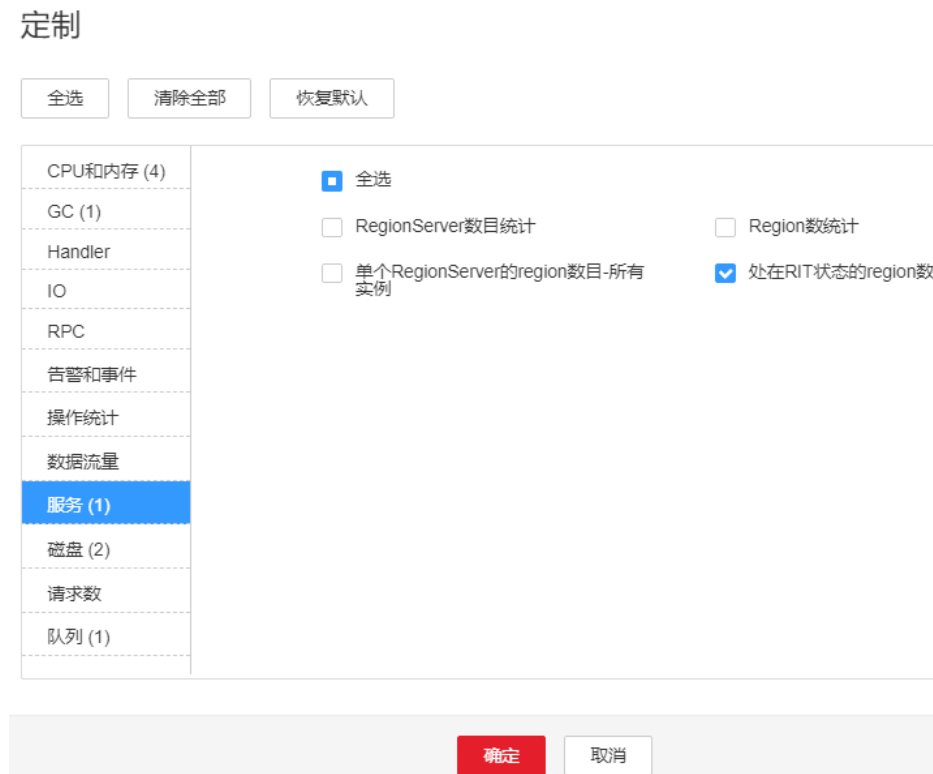 定制
全选
清除全部
恢复默认
CPU和内存 (4)
GC (1)
Handler
IO
RPC
告警和事件
操作统计
数据流量
服务 (1)
磁盘 (2)
请求数
队列 (1)
全选
RegionServer数目统计
Region数统计
单个RegionServer的region数目-所有
实例
处在RIT状态的region数
确定
取消